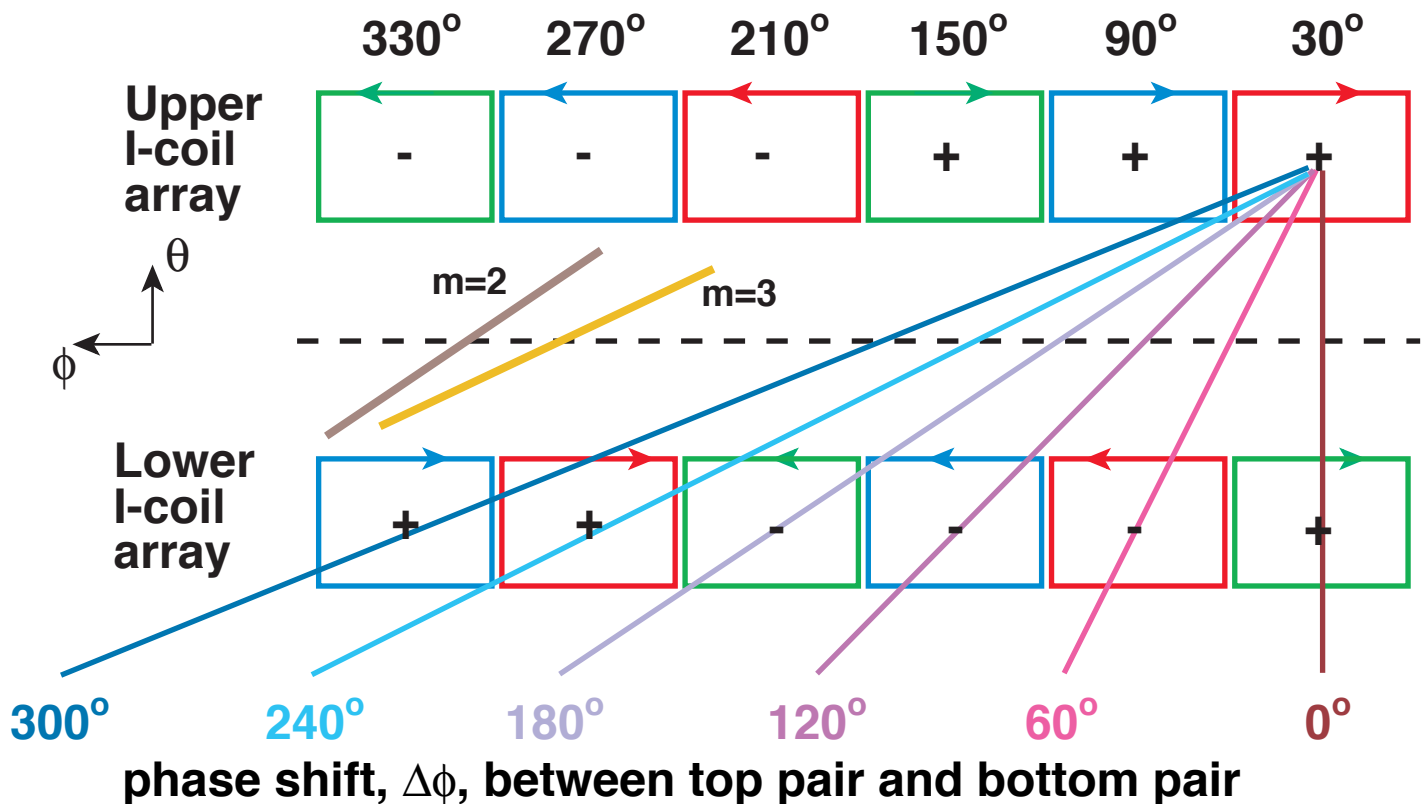 330° 270° 210° 150° 90° 30°
Upper
I-coil
array
- - - + + +
θ
m=2
m=3
ϕ
Lower
I-coil
array
+ + - - - +
300° 240° 180° 120° 60° 0°
phase shift, Δϕ, between top pair and bottom pair